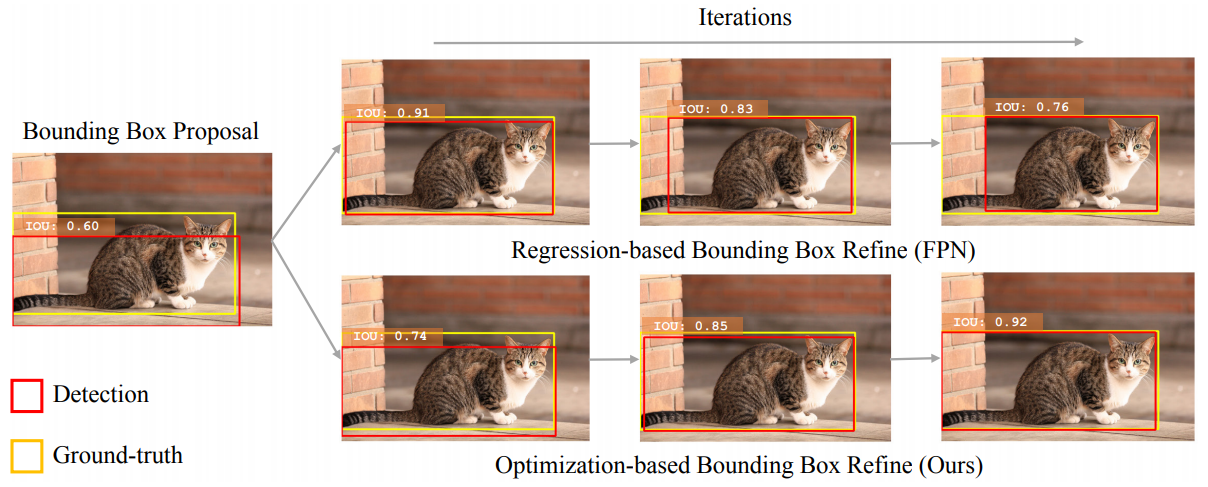 Iterations
Bounding Box Proposal
IOU: 0.60
IOU: 0.91
IOU: 0.83
IOU: 0.76
Regression-based Bounding Box Refine (FPN)
IOU: 0.74
IOU: 0.85
IOU: 0.92
Optimization-based Bounding Box Refine (Ours)
Detection
Ground-truth